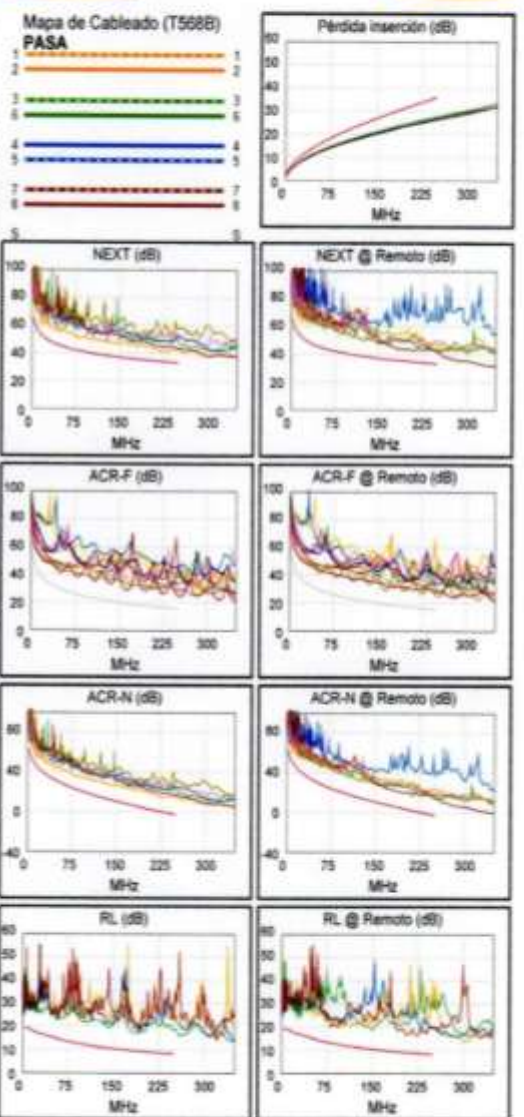 Mapa de Cableado (T568B)
PASA
1 1
2 2
3 3
6 6
4 4
5 5
7 7
8 8
S S
Pérdida inserción (dB)
60
50
40
30
20
10
0
0 75 150 225 300
MHz
NEXT (dB)
100
80
60
40
20
0
0 75 150 225 300
MHz
NEXT @ Remoto (dB)
100
80
60
40
20
0
0 75 150 225 300
MHz
ACR-F (dB)
100
80
60
40
20
0
0 75 150 225 300
MHz
ACR-F @ Remoto (dB)
100
80
60
40
20
0
0 75 150 225 300
MHz
ACR-N (dB)
80
40
0
-40
0 75 150 225 300
MHz
ACR-N @ Remoto (dB)
80
40
0
-40
0 75 150 225 300
MHz
RL (dB)
60
50
40
30
20
10
0
0 75 150 225 300
MHz
RL @ Remoto (dB)
60
50
40
30
20
10
0
0 75 150 225 300
MHz